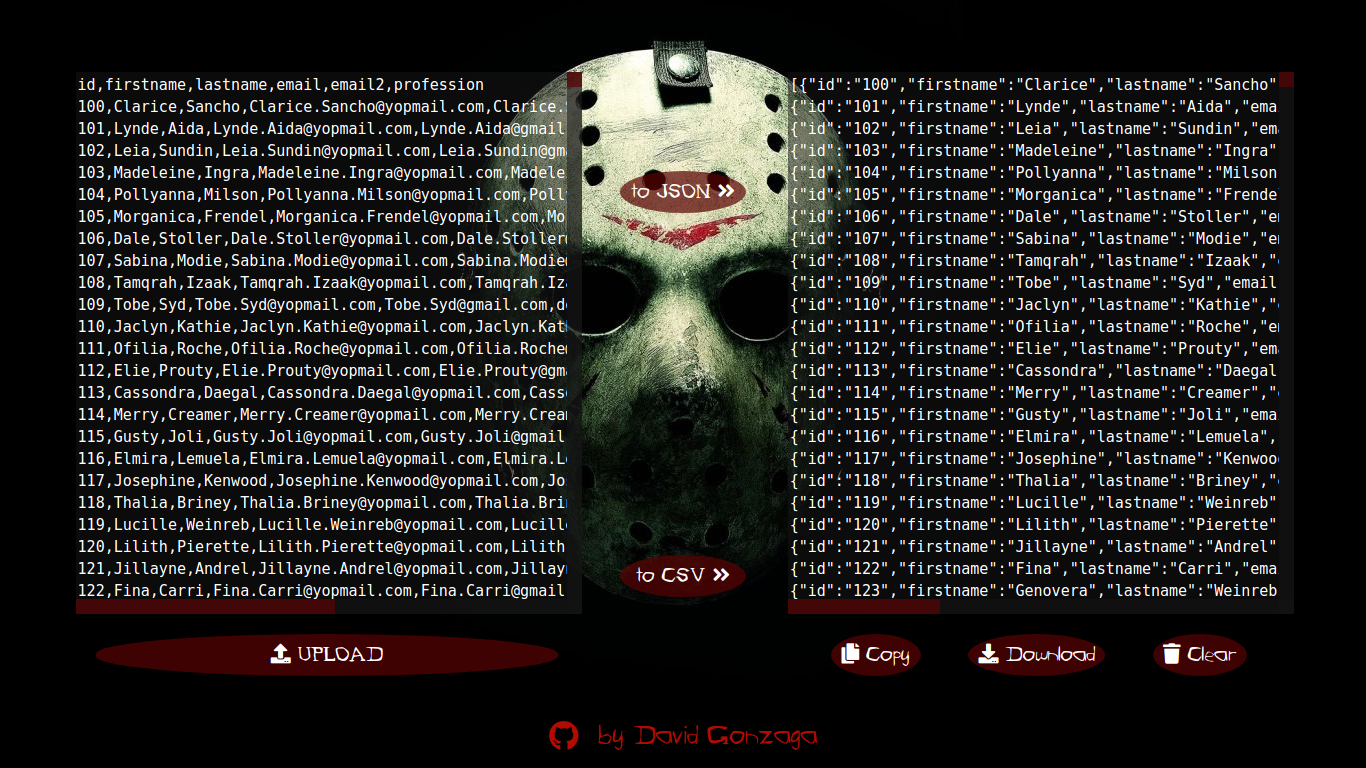 id,firstname,lastname,email,email2,profession
100,Clarice,Sancho,Clarice.Sancho@yopmail.com,Clarice.
101,Lynde,Aida,Lynde.Aida@yopmail.com,Lynde.Aida@gmail
102,Leia,Sundin,Leia.Sundin@yopmail.com,Leia.Sundin@gm
103,Madeleine,Ingra,Madeleine.Ingra@yopmail.com,Madele
104,Pollyanna,Milson,Pollyanna.Milson@yopmail.com,Poll
105,Morganica,Frendel,Morganica.Frendel@yopmail.com,Mo
106,Dale,Stoller,Dale.Stoller@yopmail.com,Dale.Stoller
107,Sabina,Modie,Sabina.Modie@yopmail.com,Sabina.Modie
108,Tamqrah,Izaak,Tamqrah.Izaak@yopmail.com,Tamqrah.Iz
109,Tobe,Syd,Tobe.Syd@yopmail.com,Tobe.Syd@gmail.com,d
110,Jaclyn,Kathie,Jaclyn.Kathie@yopmail.com,Jaclyn.Kat
111,Ofilia,Roche,Ofilia.Roche@yopmail.com,Ofilia.Roche
112,Elie,Prouty,Elie.Prouty@yopmail.com,Elie.Prouty@gm
113,Cassondra,Daegal,Cassondra.Daegal@yopmail.com,Cass
114,Merry,Creamer,Merry.Creamer@yopmail.com,Merry.Crea
115,Gusty,Joli,Gusty.Joli@yopmail.com,Gusty.Joli@gmail
116,Elmira,Lemuela,Elmira.Lemuela@yopmail.com,Elmira.L
117,Josephine,Kenwood,Josephine.Kenwood@yopmail.com,Jo
118,Thalia,Briney,Thalia.Briney@yopmail.com,Thalia.Bri
119,Lucille,Weinreb,Lucille.Weinreb@yopmail.com,Lucill
120,Lilith,Pierette,Lilith.Pierette@yopmail.com,Lilith
121,Jillayne,Andrel,Jillayne.Andrel@yopmail.com,Jillay
122,Fina,Carri,Fina.Carri@yopmail.com,Fina.Carri@gmail
UPLOAD
to JSON
to CSV
[{"id":"100","firstname":"Clarice","lastname":"Sancho"
{"id":"101","firstname":"Lynde","lastname":"Aida","ema
{"id":"102","firstname":"Leia","lastname":"Sundin","em
{"id":"103","firstname":"Madeleine","lastname":"Ingra"
{"id":"104","firstname":"Pollyanna","lastname":"Milson
{"id":"105","firstname":"Morganica","lastname":"Frende
{"id":"106","firstname":"Dale","lastname":"Stoller","e
{"id":"107","firstname":"Sabina","lastname":"Modie","e
{"id":"108","firstname":"Tamqrah","lastname":"Izaak","
{"id":"109","firstname":"Tobe","lastname":"Syd","email
{"id":"110","firstname":"Jaclyn","lastname":"Kathie","
{"id":"111","firstname":"Ofilia","lastname":"Roche","e
{"id":"112","firstname":"Elie","lastname":"Prouty","em
{"id":"113","firstname":"Cassondra","lastname":"Daegal
{"id":"114","firstname":"Merry","lastname":"Creamer","
{"id":"115","firstname":"Gusty","lastname":"Joli","ema
{"id":"116","firstname":"Elmira","lastname":"Lemuela",
{"id":"117","firstname":"Josephine","lastname":"Kenwoo
{"id":"118","firstname":"Thalia","lastname":"Briney","
{"id":"119","firstname":"Lucille","lastname":"Weinreb"
{"id":"120","firstname":"Lilith","lastname":"Pierette"
{"id":"121","firstname":"Jillayne","lastname":"Andrel"
{"id":"122","firstname":"Fina","lastname":"Carri","ema
{"id":"123","firstname":"Genovera","lastname":"Weinreb
Copy
Download
Clear
by David Gonzaga